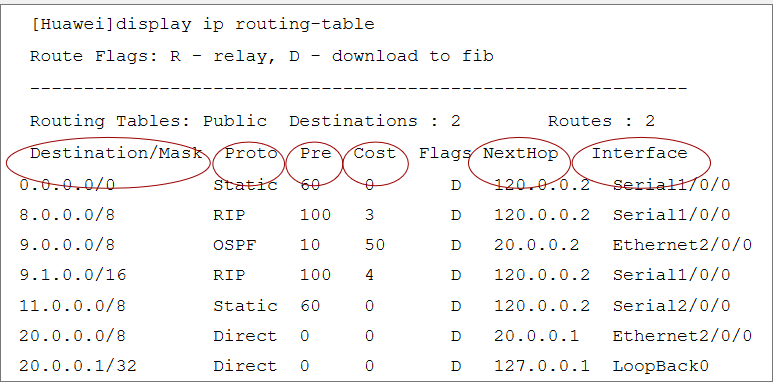 [Huawei]display ip routing-table
Route Flags: R - relay, D - download to fib
-------------------------------------------------------------
Routing Tables: Public  Destinations : 2        Routes : 2
Destination/Mask  Proto  Pre  Cost  Flags NextHop  Interface
0.0.0.0/0  Static  60  0  D  120.0.0.2  Serial1/0/0
8.0.0.0/8  RIP  100  3  D  120.0.0.2  Serial1/0/0
9.0.0.0/8  OSPF  10  50  D  20.0.0.2  Ethernet2/0/0
9.1.0.0/16  RIP  100  4  D  120.0.0.2  Serial1/0/0
11.0.0.0/8  Static  60  0  D  120.0.0.2  Serial2/0/0
20.0.0.0/8  Direct  0  0  D  20.0.0.1  Ethernet2/0/0
20.0.0.1/32  Direct  0  0  D  127.0.0.1  LoopBack0